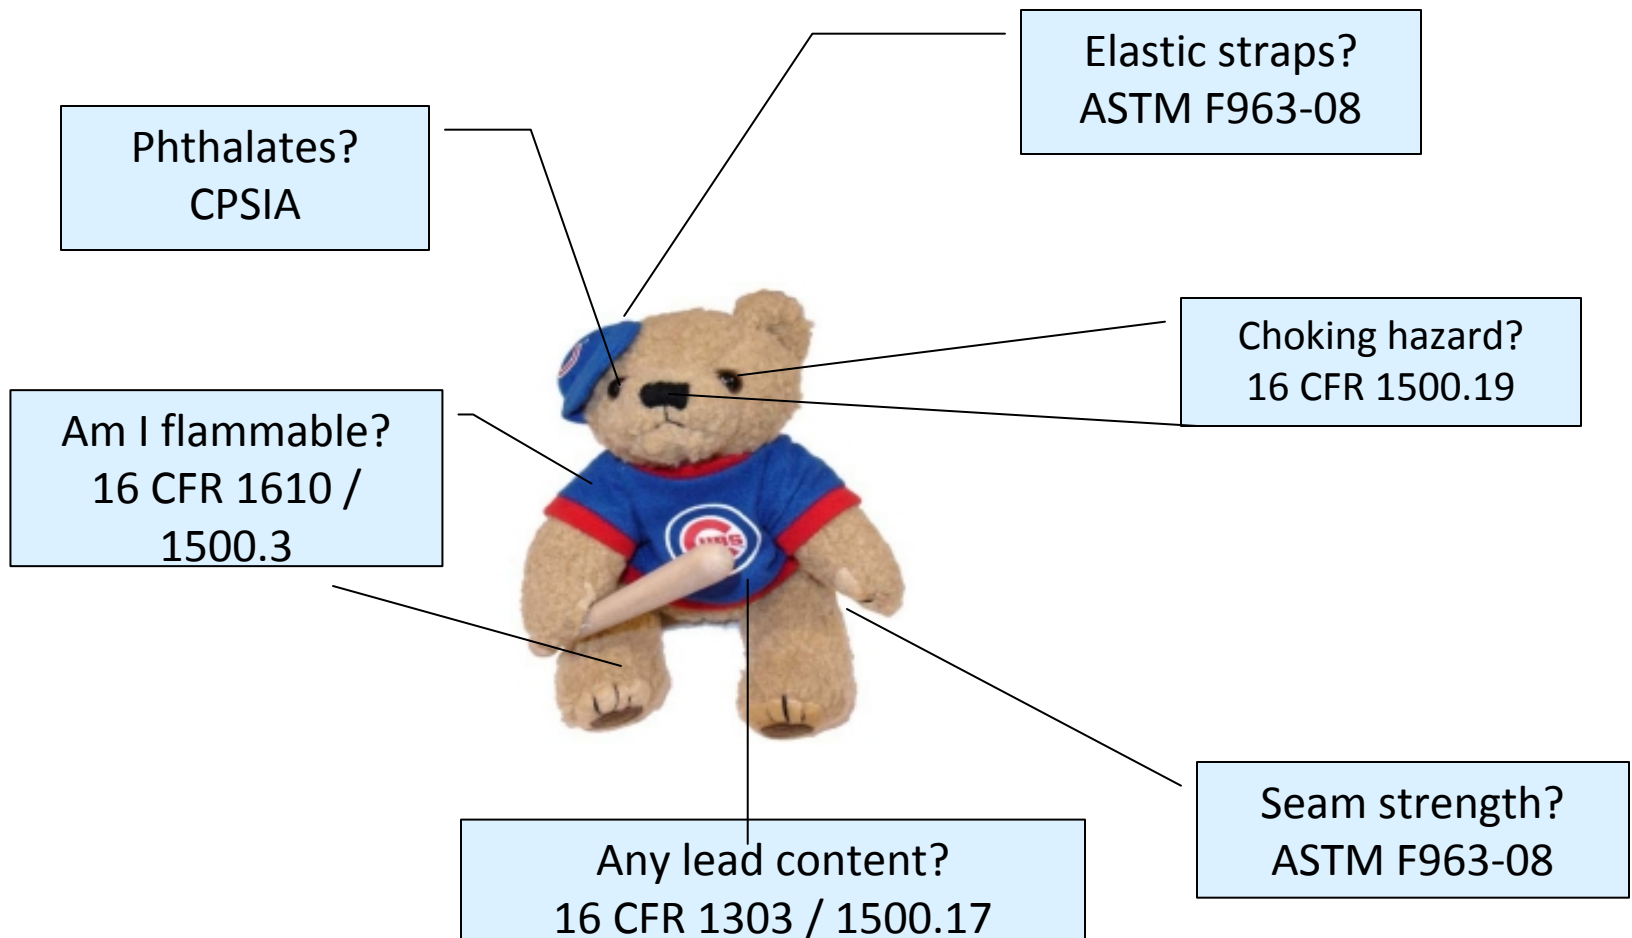 Elastic straps?
ASTM F963-08
Phthalates?
CPSIA
Choking hazard?
16 CFR 1500.19
Am I flammable?
16 CFR 1610 /
1500.3
UBS
Seam strength?
ASTM F963-08
Any lead content?
16 CFR 1303 / 1500.17